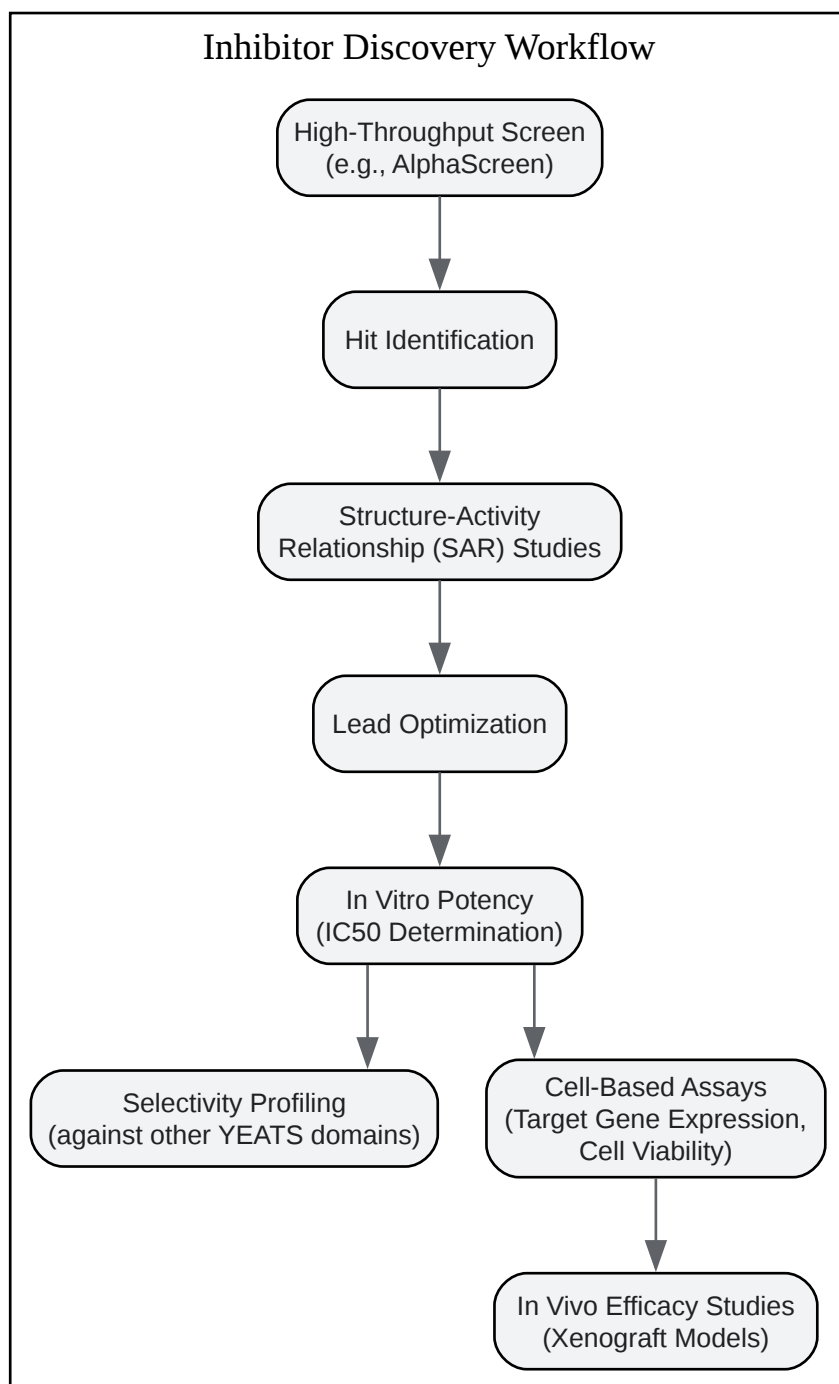 Inhibitor Discovery Workflow
High-Throughput Screen
(e.g., AlphaScreen)
Hit Identification
Structure-Activity
Relationship (SAR) Studies
Lead Optimization
In Vitro Potency
(IC50 Determination)
Selectivity Profiling
(against other YEATS domains)
Cell-Based Assays
(Target Gene Expression,
Cell Viability)
In Vivo Efficacy Studies
(Xenograft Models)